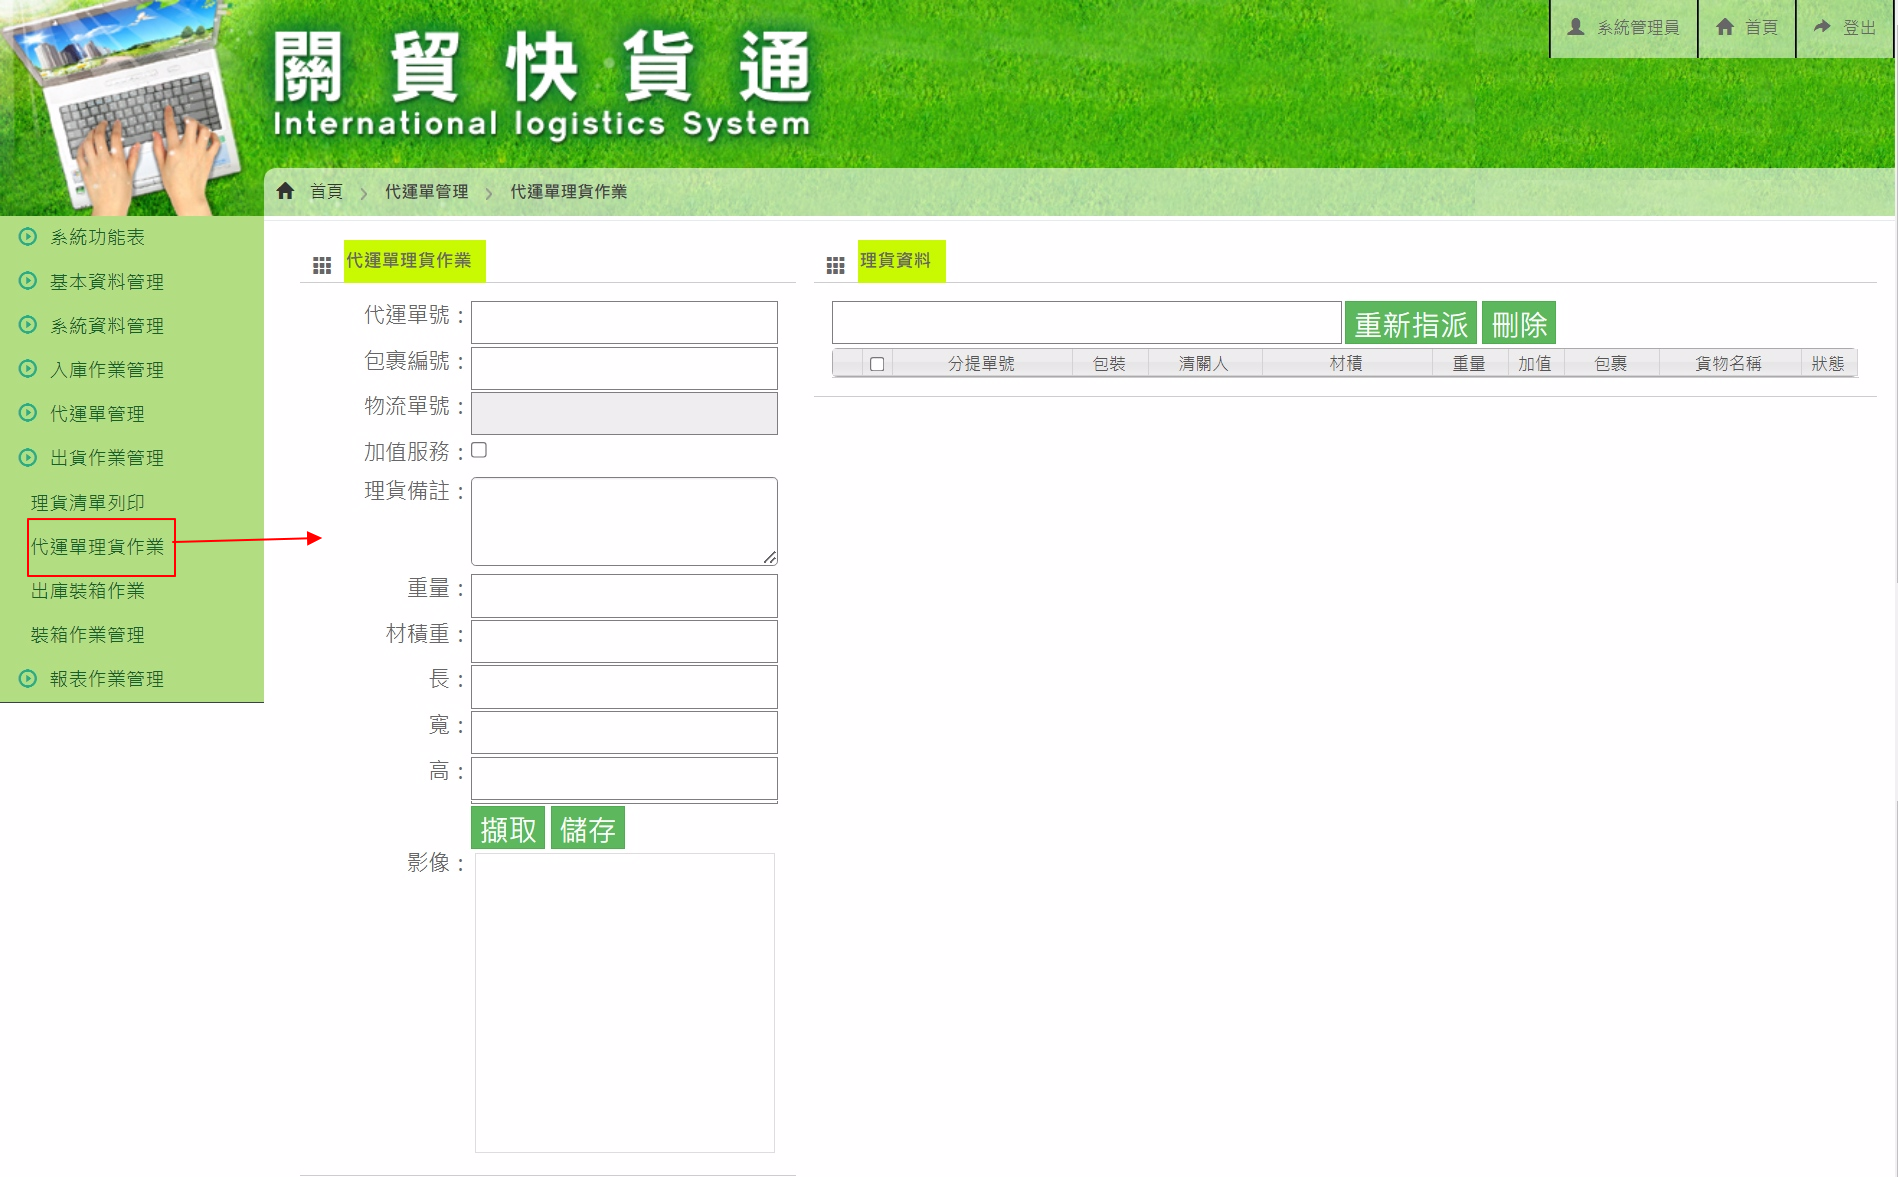 關貿快貨通
International logistics System
系統管理員
首頁
登出
首頁 代運單管理 代運單理貨作業
系統功能表
基本資料管理
系統資料管理
入庫作業管理
代運單管理
出貨作業管理
理貨清單列印
代運單理貨作業
出庫裝箱作業
裝箱作業管理
報表作業管理
代運單理貨作業
代運單號：
包裹編號：
物流單號：
加值服務：
理貨備註：
重量：
材積重：
長：
寬：
高：
擷取 儲存
影像：
理貨資料
重新指派 刪除
分提單號 包裝 清關人 材積 重量 加值 包裹 貨物名稱 狀態